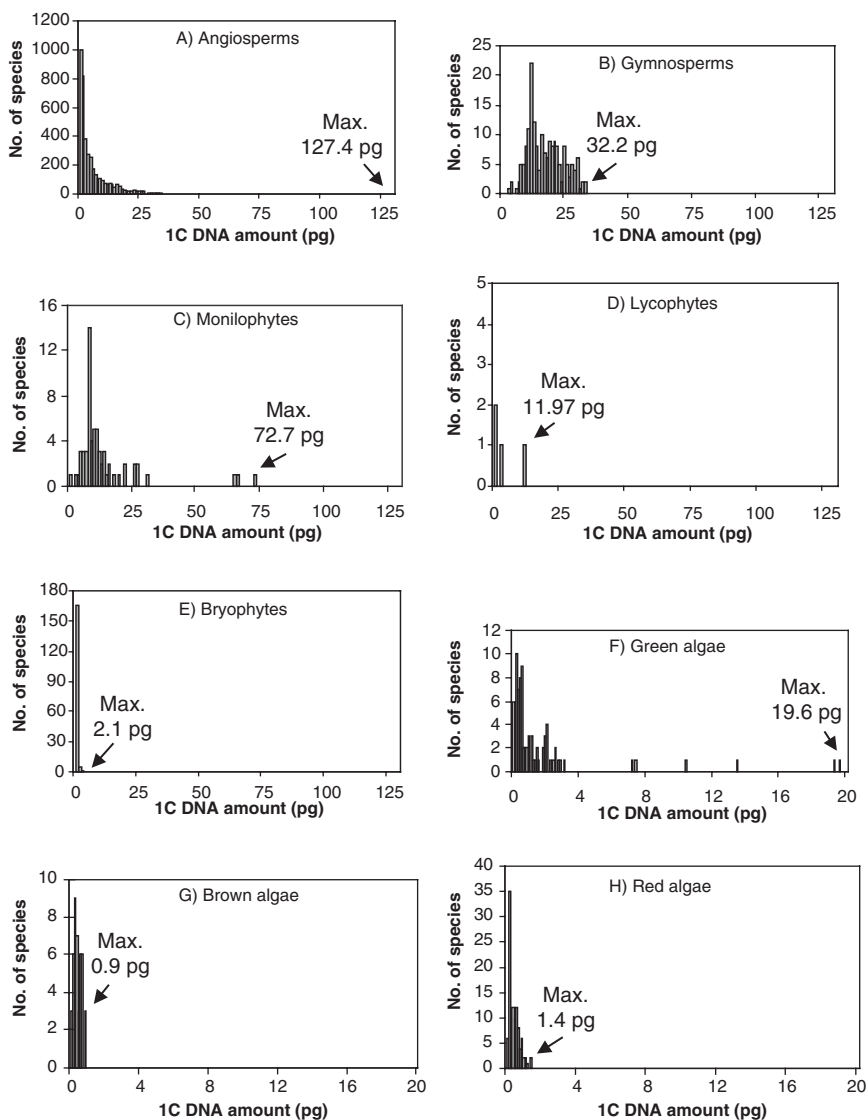 A) Angiosperms
No. of species
1200
1000
800
600
400
200
0
Max.
127.4 pg
0 25 50 75 100 125
1C DNA amount (pg)
B) Gymnosperms
No. of species
25
20
15
10
5
0
Max.
32.2 pg
0 25 50 75 100 125
1C DNA amount (pg)
C) Monilophytes
No. of species
16
12
8
4
0
Max.
72.7 pg
0 25 50 75 100 125
1C DNA amount (pg)
D) Lycophytes
No. of species
5
4
3
2
1
0
Max.
11.97 pg
0 25 50 75 100 125
1C DNA amount (pg)
E) Bryophytes
No. of species
180
150
120
90
60
30
0
Max.
2.1 pg
0 25 50 75 100 125
1C DNA amount (pg)
F) Green algae
No. of species
12
10
8
6
4
2
0
Max.
19.6 pg
0 4 8 12 16 20
1C DNA amount (pg)
G) Brown algae
No. of species
10
8
6
4
2
0
Max.
0.9 pg
0 4 8 12 16 20
1C DNA amount (pg)
H) Red algae
No. of species
40
35
30
25
20
15
10
5
0
Max.
1.4 pg
0 4 8 12 16 20
1C DNA amount (pg)